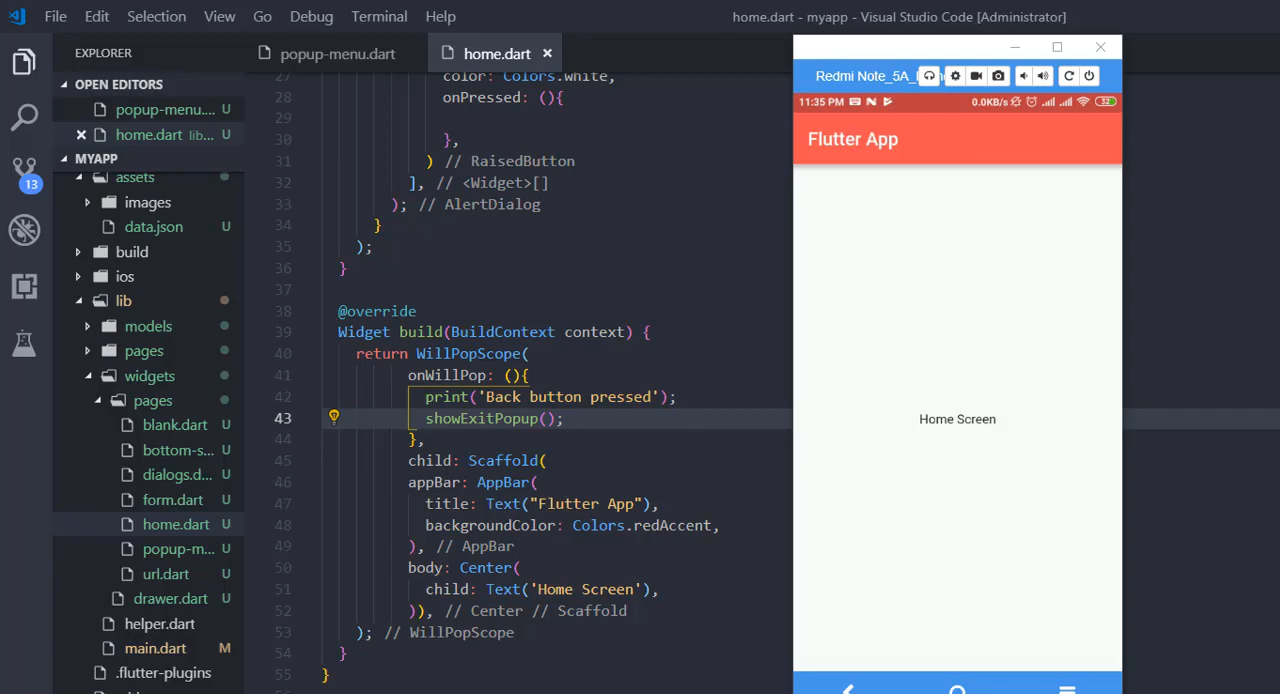 File Edit Selection View Go Debug Terminal Help
home.dart - myapp - Visual Studio Code [Administrator]
EXPLORER
OPEN EDITORS
popup-menu.... U
home.dart lib... U
MYAPP
assets
images
data.json U
build
ios
lib
models
pages
widgets
pages
blank.dart U
bottom-s... U
dialogs.d... U
form.dart U
home.dart U
popup-m... U
url.dart U
drawer.dart U
helper.dart
main.dart M
.flutter-plugins
13
popup-menu.dart
home.dart
27 color: Colors.white,
28 onPressed: (){
29
30 },
31 ) // RaisedButton
32 ], // <Widget>[]
33 ); // AlertDialog
34 }
35 );
36 }
37
38 @override
39 Widget build(BuildContext context) {
40 return WillPopScope(
41 onWillPop: (){
42 print('Back button pressed');
43 showExitPopup();
44 },
45 child: Scaffold(
46 appBar: AppBar(
47 title: Text("Flutter App"),
48 backgroundColor: Colors.redAccent,
49 ), // AppBar
50 body: Center(
51 child: Text('Home Screen'),
52 )), // Center // Scaffold
53 ); // WillPopScope
54 }
55 }
Redmi Note_5A_
11:35 PM
0.0KB/s
32
Flutter App
Home Screen